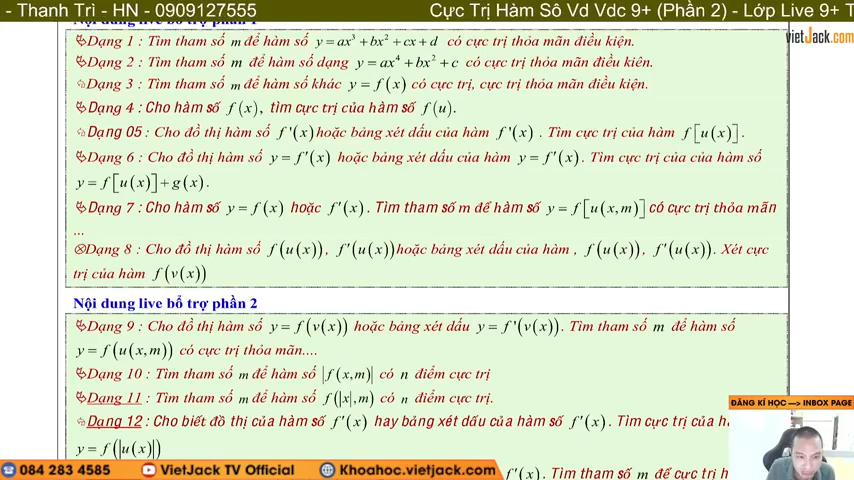 - Thanh Trì - HN - 0909127555 Cực Trị Hàm Sô Vd Vdc 9+ (Phần 2) - Lớp Live 9+ T
vietJack.com
Nội dung live bổ trợ phần 1
Dạng 1 : Tìm tham số m để hàm số y = ax³ + bx² + cx + d có cực trị thỏa mãn điều kiện.
Dạng 2 : Tìm tham số m để hàm số dạng y = ax⁴ + bx² + c có cực trị thỏa mãn điều kiên.
Dạng 3 : Tìm tham số m để hàm số khác y = f(x) có cực trị, cực trị thỏa mãn điều kiện.
Dạng 4 : Cho hàm số f(x), tìm cực trị của hàm số f(u).
Dạng 05 : Cho đồ thị hàm số f'(x) hoặc bảng xét dấu của hàm f'(x) . Tìm cực trị của hàm f[u(x)] .
Dạng 6 : Cho đồ thị hàm số y = f'(x) hoặc bảng xét dấu của hàm y = f'(x). Tìm cực trị của của hàm số
y = f[u(x)] + g(x).
Dạng 7 : Cho hàm số y = f(x) hoặc f'(x). Tìm tham số m để hàm số y = f[u(x,m)] có cực trị thỏa mãn
...
⊗Dạng 8 : Cho đồ thị hàm số f(u(x)), f'(u(x)) hoặc bảng xét dấu của hàm , f(u(x)), f'(u(x)). Xét cực
trị của hàm f(v(x))
Nội dung live bổ trợ phần 2
Dạng 9 : Cho đồ thị hàm số y = f(v(x)) hoặc bảng xét dấu y = f'(v(x)). Tìm tham số m để hàm số
y = f(u(x,m)) có cực trị thỏa mãn....
Dạng 10 : Tìm tham số m để hàm số |f(x,m)| có n điểm cực trị
Dạng 11 : Tìm tham số m để hàm số f(|x|,m) có n điểm cực trị.
Dạng 12 : Cho biết đồ thị của hàm số f'(x) hay bảng xét dấu của hàm số f'(x). Tìm cực trị của
y = f(|u(x)|)
f'(x). Tìm tham số m để cực trị h
ĐĂNG KÍ HỌC —> INBOX PAGE
084 283 4585 VietJack TV Official Khoahoc.vietjack.com